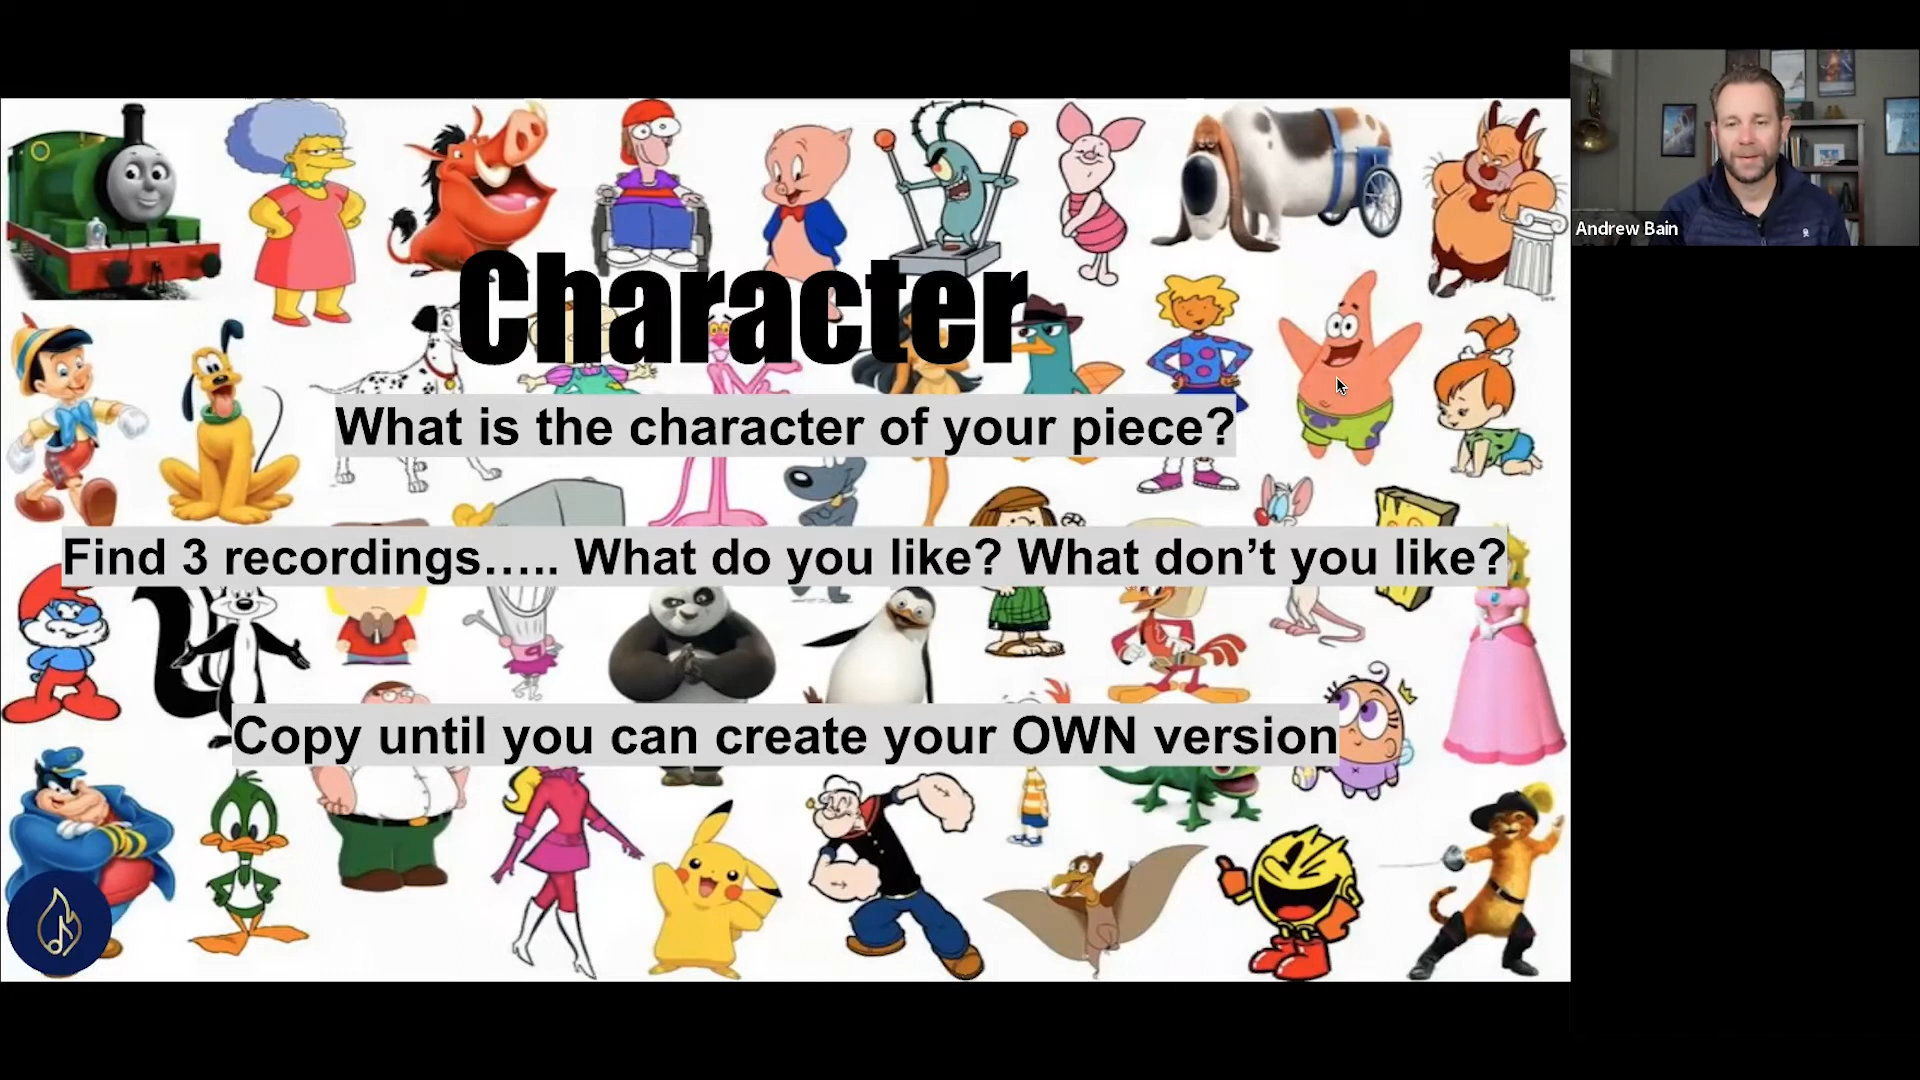 Andrew Bain
Character
What is the character of your piece?
Find 3 recordings….. What do you like? What don’t you like?
Copy until you can create your OWN version